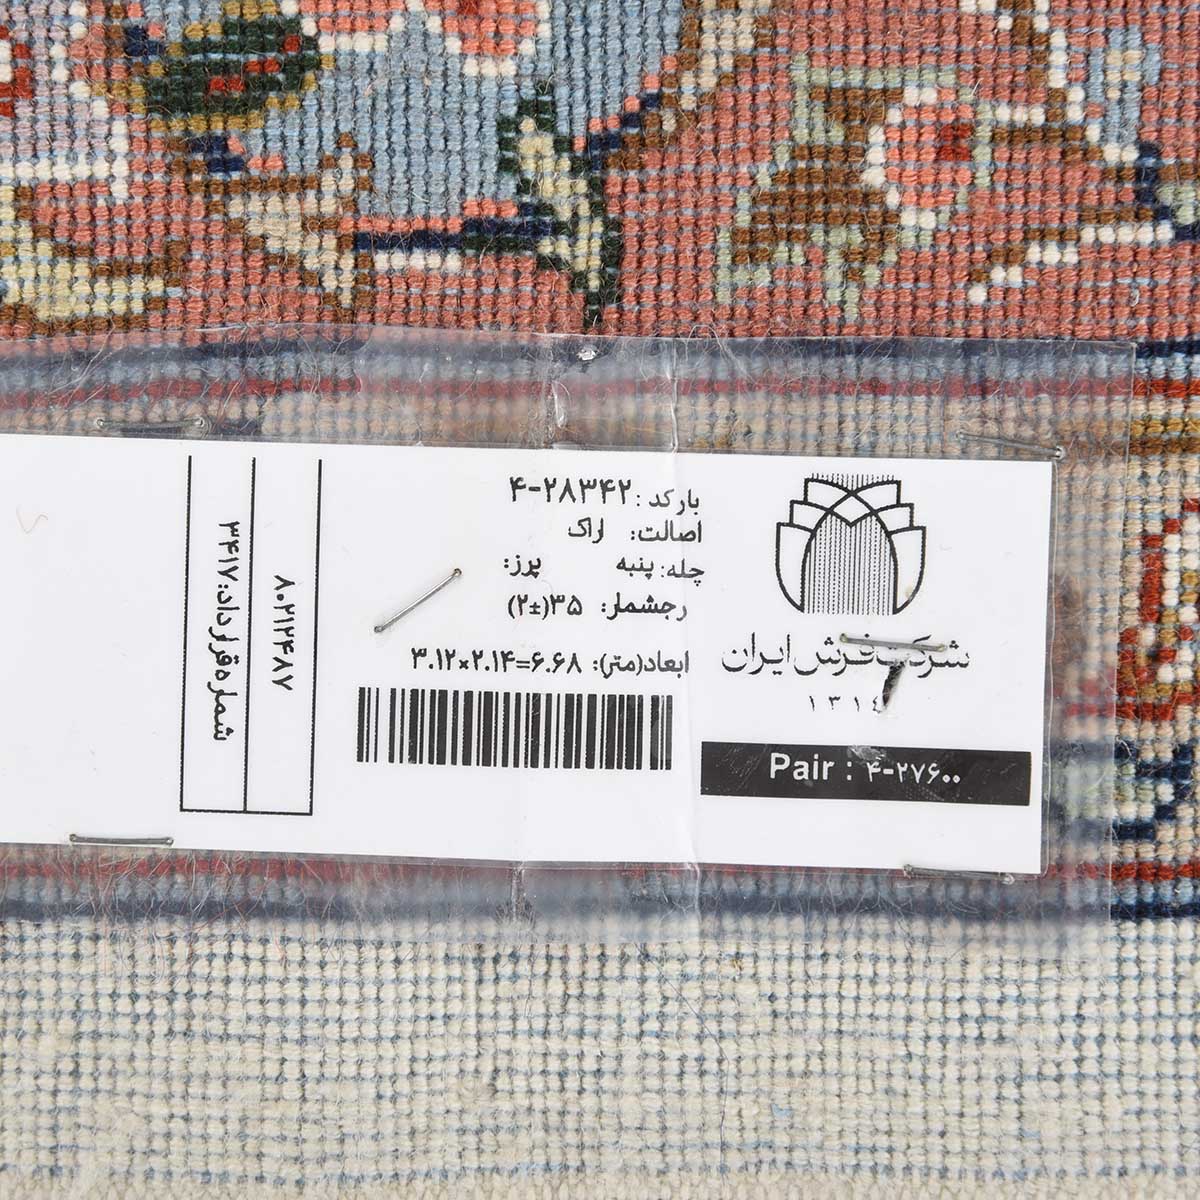 بارکد: ۴-۲۸۳۴۲
اصالت: اراک
چله: پنبه پرز:
رجشمار: ۳۵(±۲)
ابعاد(متر): ۳.۱۲×۲.۱۴=۶.۶۸
شرکت فرش ایران
۱۳۱۴
Pair : ۴-۲۷۶۰۰
۸۰۲۱۲۴۸۷
شماره قرارداد: ۳۴۱۷